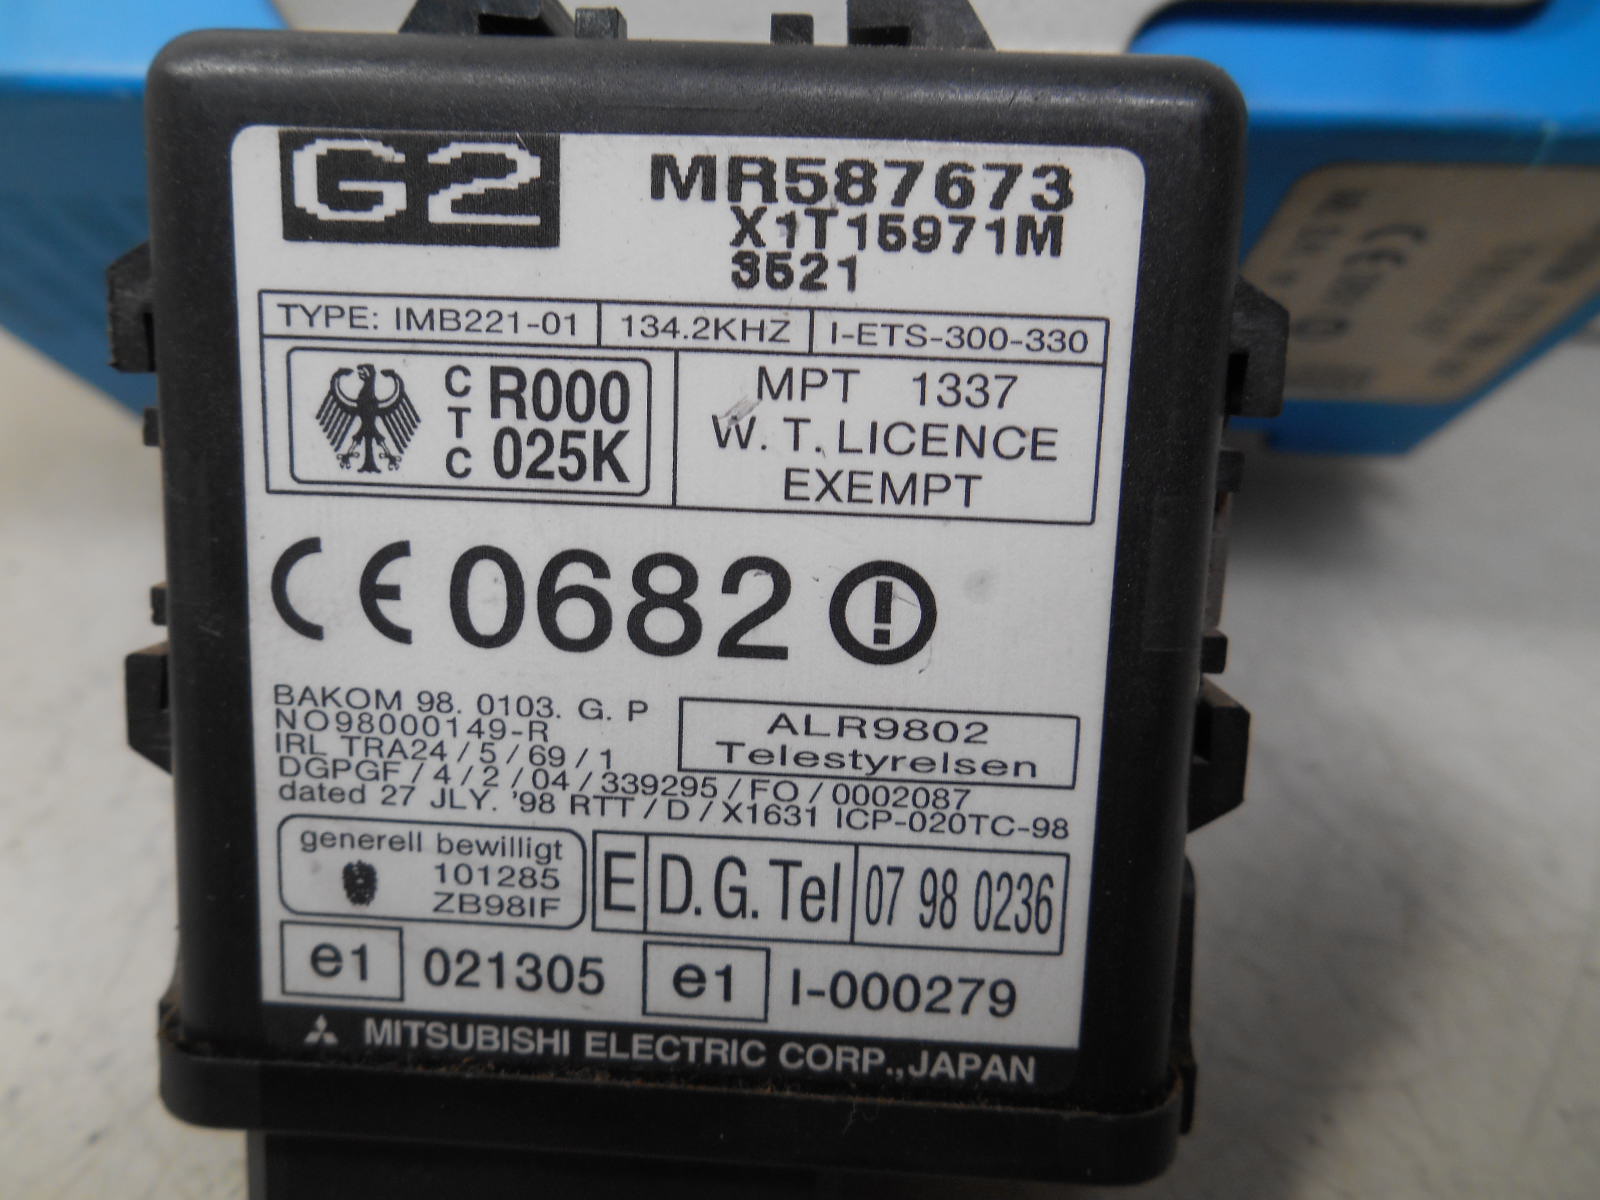 G2
MR587673
X1T15971M
3521
TYPE: IMB221-01 134.2KHZ I-ETS-300-330
CTC R000 025K
MPT 1337
W. T. LICENCE
EXEMPT
CE 0682
BAKOM 98. 0103. G. P
NO98000149-R
IRL TRA24/5/69/1
ALR9802
Telestyrelsen
DGPGF/4/2/04/339295/FO/0002087
dated 27 JLY. '98 RTT/D/X1631 ICP-020TC-98
generell bewilligt
101285
ZB98IF
E D.G.Tel 07 98 0236
e1 021305 e1 I-000279
MITSUBISHI ELECTRIC CORP., JAPAN